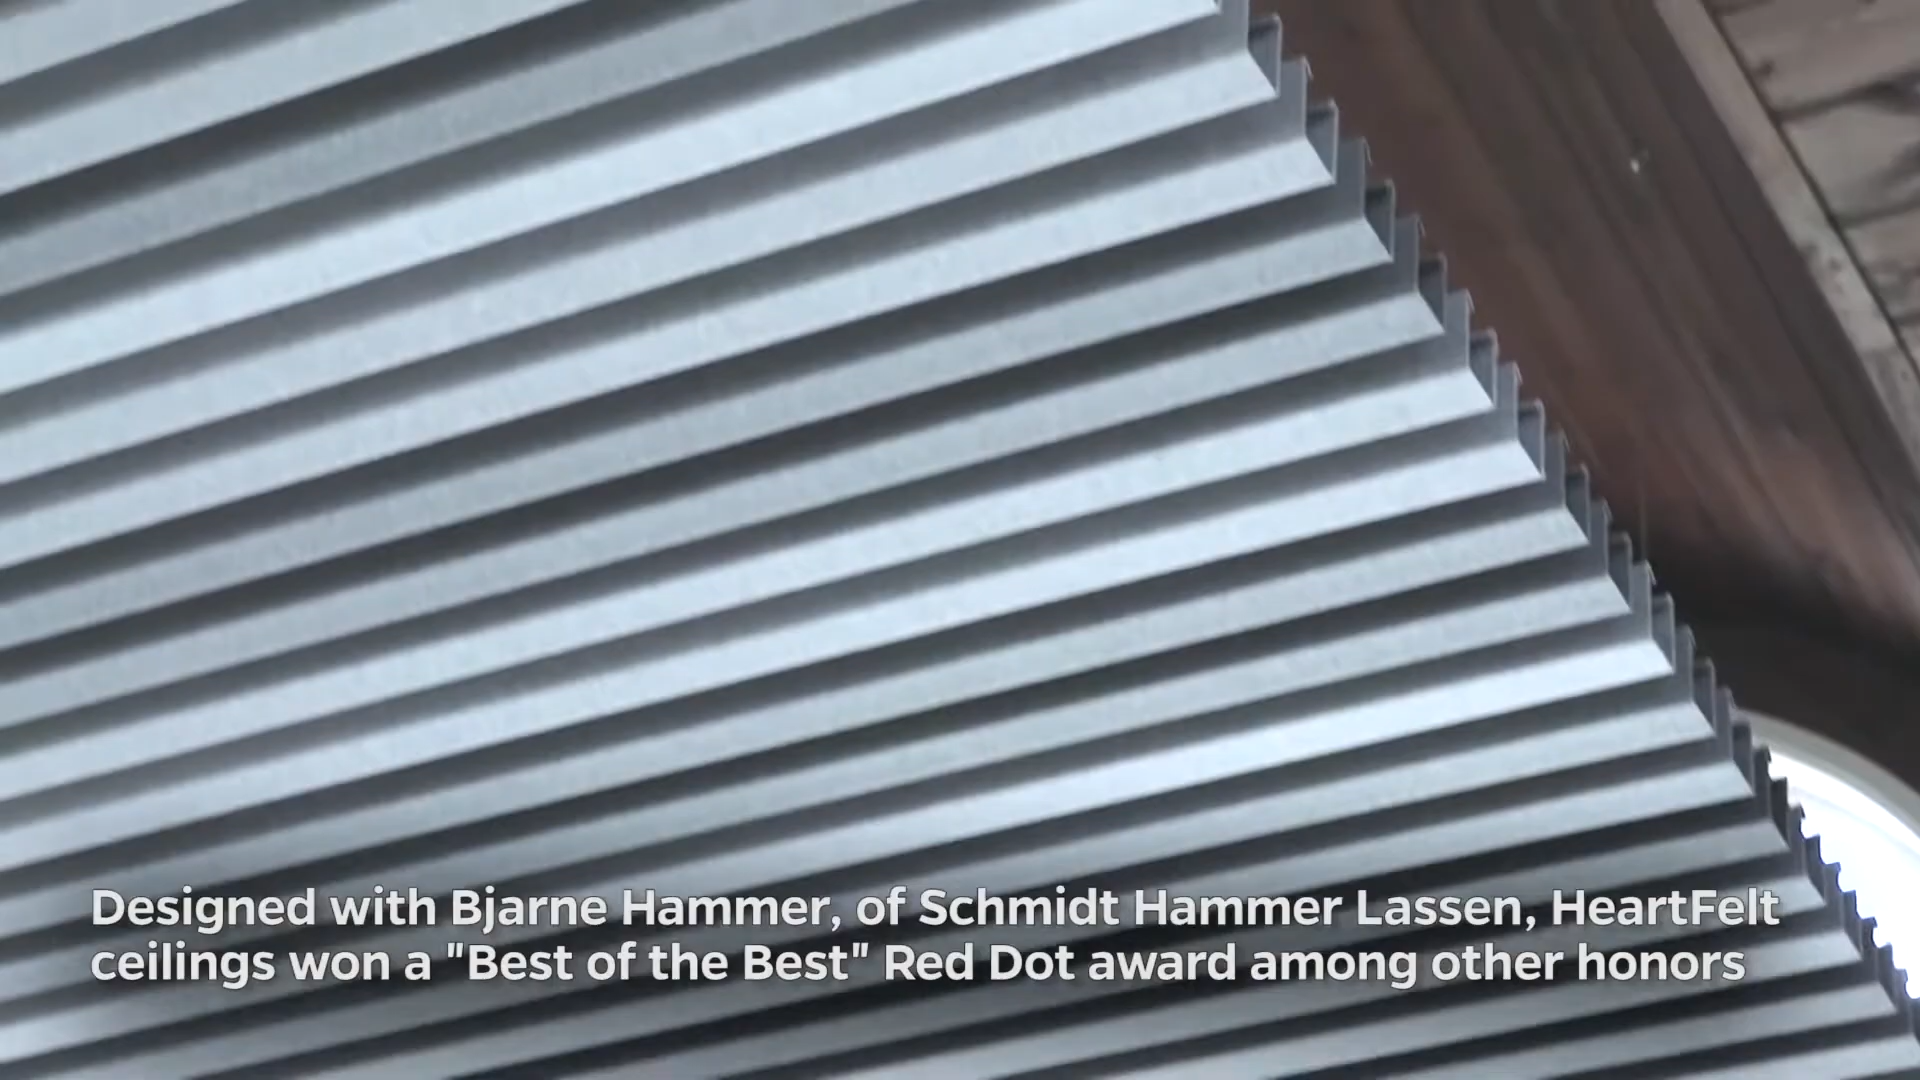 Designed with Bjarne Hammer, of Schmidt Hammer Lassen, HeartFelt
ceilings won a "Best of the Best" Red Dot award among other honors